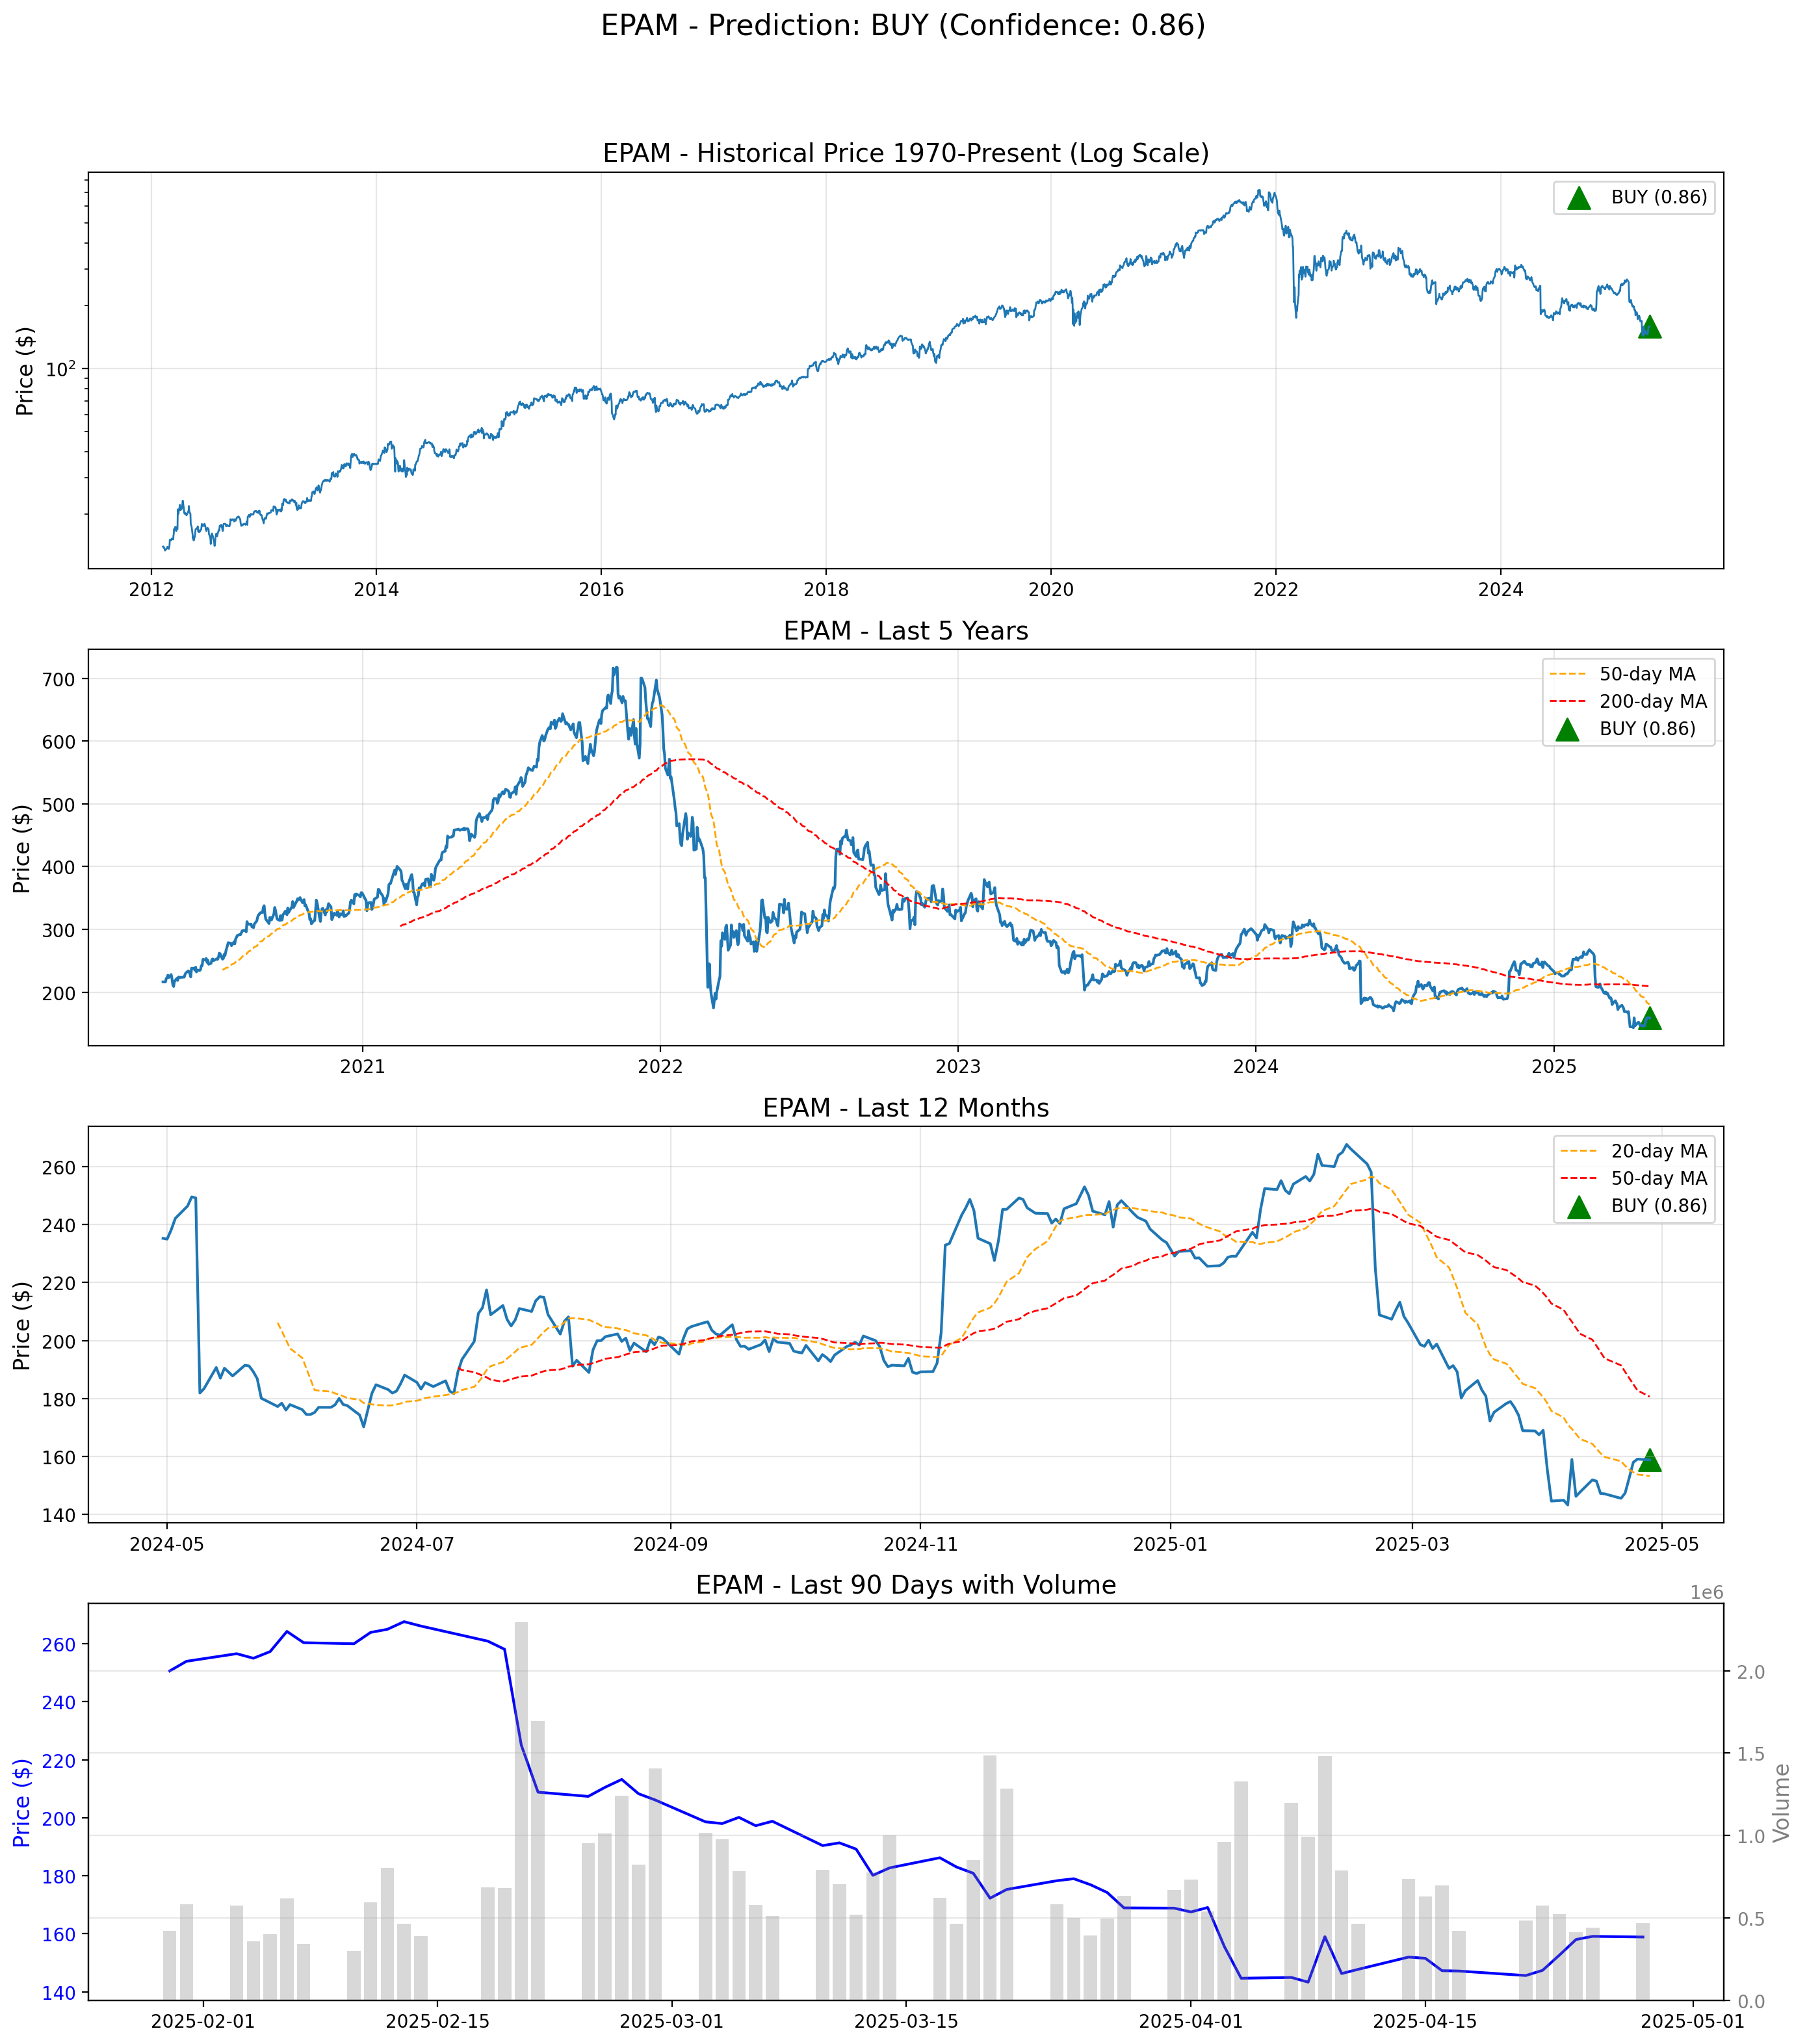 EPAM - Prediction: BUY (Confidence: 0.86)
EPAM - Historical Price 1970-Present (Log Scale)
BUY (0.86)
Price ($)
10²
2012 2014 2016 2018 2020 2022 2024
EPAM - Last 5 Years
50-day MA
200-day MA
BUY (0.86)
Price ($)
700
600
500
400
300
200
2021 2022 2023 2024 2025
EPAM - Last 12 Months
20-day MA
50-day MA
BUY (0.86)
Price ($)
260
240
220
200
180
160
140
2024-05 2024-07 2024-09 2024-11 2025-01 2025-03 2025-05
EPAM - Last 90 Days with Volume
1e6
Price ($)
260
240
220
200
180
160
140
2.0
1.5
1.0
0.5
0.0
Volume
2025-02-01 2025-02-15 2025-03-01 2025-03-15 2025-04-01 2025-04-15 2025-05-01